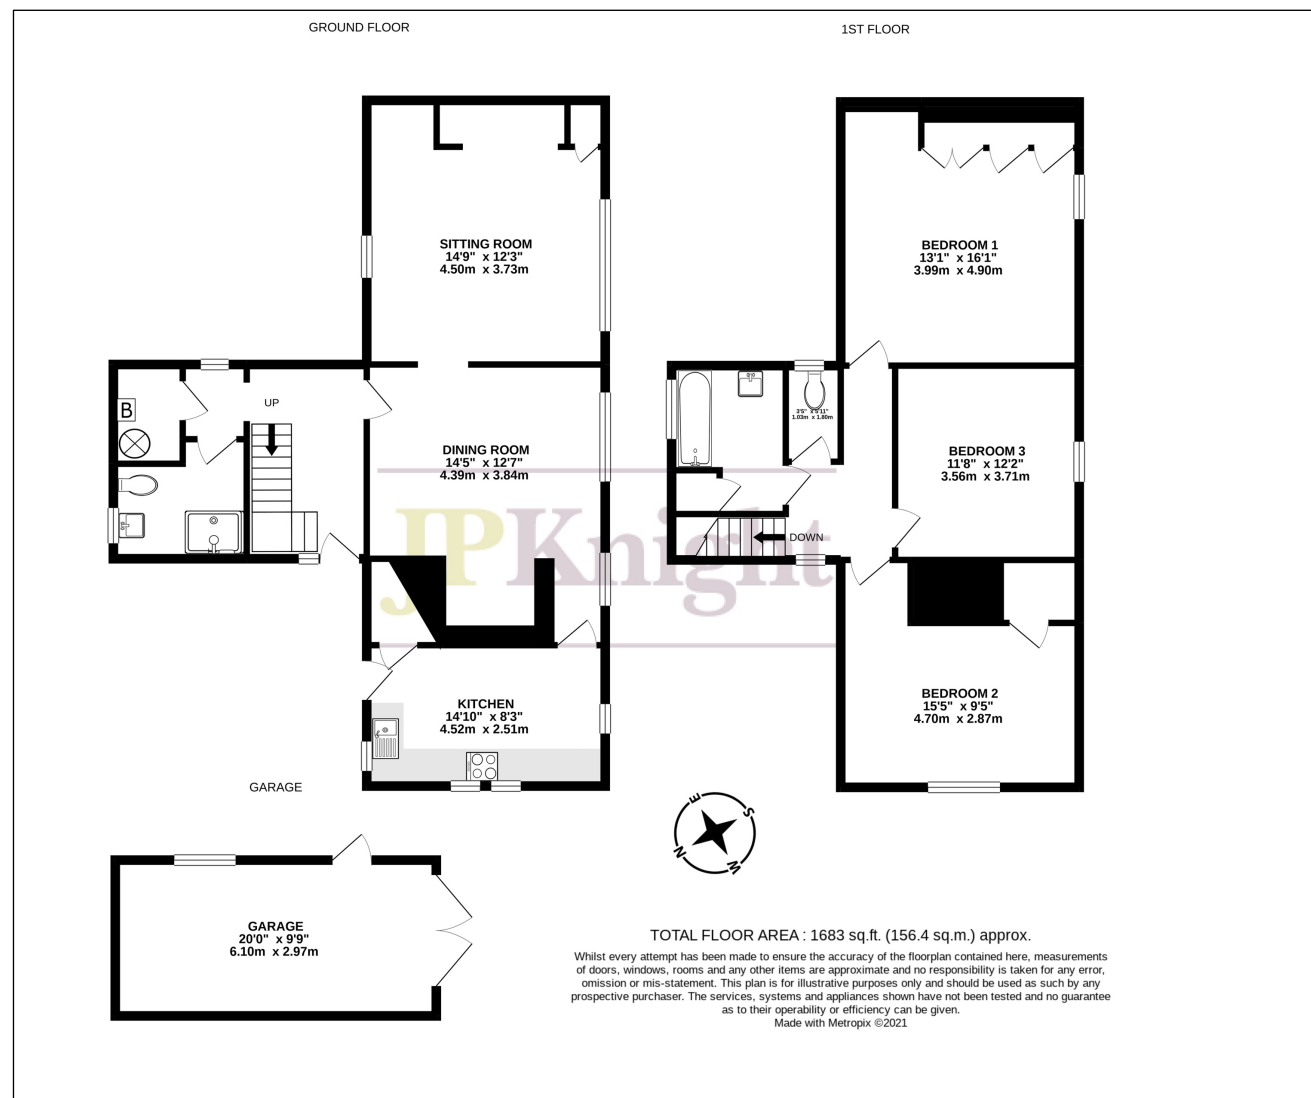 GROUND FLOOR
1ST FLOOR
SITTING ROOM
14'9" x 12'3"
4.50m x 3.73m
BEDROOM 1
13'1" x 16'1"
3.99m x 4.90m
B
UP
3'5" x 5'11"
1.03m x 1.80m
DINING ROOM
14'5" x 12'7"
4.39m x 3.84m
BEDROOM 3
11'8" x 12'2"
3.56m x 3.71m
JPKnight
DOWN
KITCHEN
14'10" x 8'3"
4.52m x 2.51m
BEDROOM 2
15'5" x 9'5"
4.70m x 2.87m
GARAGE
E
S
N
W
GARAGE
20'0" x 9'9"
6.10m x 2.97m
TOTAL FLOOR AREA : 1683 sq.ft. (156.4 sq.m.) approx.
Whilst every attempt has been made to ensure the accuracy of the floorplan contained here, measurements
of doors, windows, rooms and any other items are approximate and no responsibility is taken for any error,
omission or mis-statement. This plan is for illustrative purposes only and should be used as such by any
prospective purchaser. The services, systems and appliances shown have not been tested and no guarantee
as to their operability or efficiency can be given.
Made with Metropix ©2021